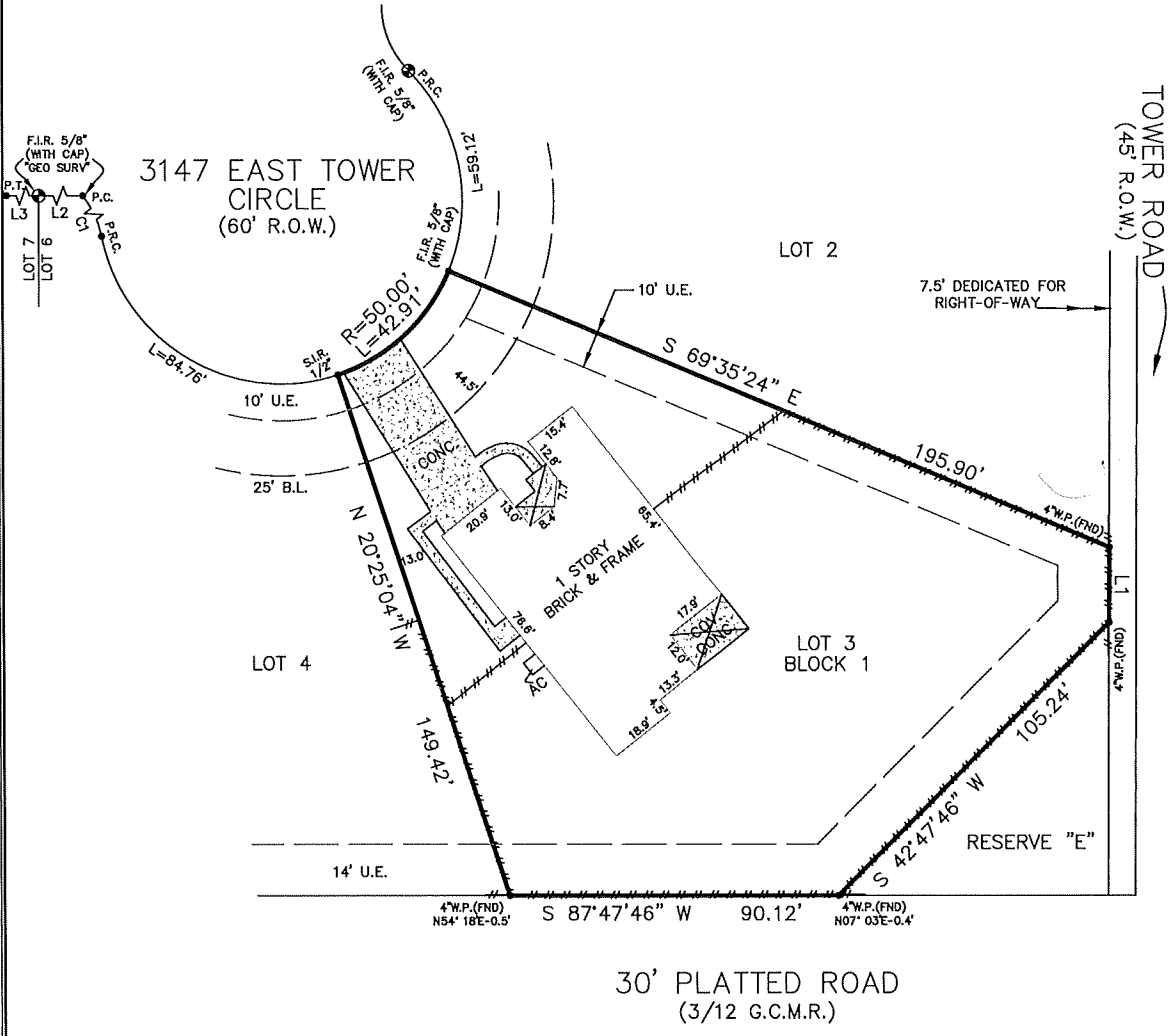 F.I.R. 5/8"
(WITH CAP)
P.R.C.
L=59.12'
TOWER ROAD
(45' R.O.W.)
F.I.R. 5/8"
(WITH CAP)
"GEO SURV"
P.T.
L3
L2
P.C.
C1
P.R.C.
LOT 7
LOT 6
3147 EAST TOWER
CIRCLE
(60' R.O.W.)
F.I.R. 5/8"
(WITH CAP)
LOT 2
7.5' DEDICATED FOR
RIGHT-OF-WAY
10' U.E.
R=50.00'
L=42.91'
S 69°35'24" E
195.90'
L=84.76'
S.I.R.
1/2"
10' U.E.
44.5'
25' B.L.
CONC.
15.4'
12.8'
7.7'
8.4'
13.0'
20.9'
65.4'
4"W.P.(FND)
L1
4"W.P.(FND)
N 20°25'04" W
149.42'
13.0'
1 STORY
BRICK & FRAME
76.6'
17.9'
COV.
CONC.
12.0'
13.3'
4.5'
18.9'
AC
LOT 4
LOT 3
BLOCK 1
105.24'
S 42°47'46" W
RESERVE "E"
14' U.E.
4"W.P.(FND)
N54° 18'E-0.5'
S 87°47'46" W 90.12'
4"W.P.(FND)
N07° 03'E-0.4'
30' PLATTED ROAD
(3/12 G.C.M.R.)